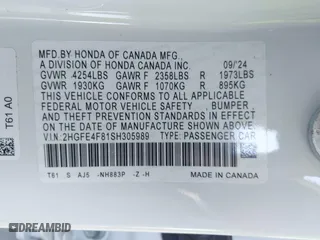 MFD.BY HONDA OF CANADA MFG.,
A DIVISION OF HONDA CANADA INC. 09/24
GVWR 4254LBS GAWR F 2358LBS R 1973LBS
GVWR 1930KG GAWR F 1070KG R 895KG
THIS VEHICLE CONFORMS TO ALL APPLICABLE
FEDERAL MOTOR VEHICLE SAFETY, BUMPER,
AND THEFT PREVENTION STANDARDS IN EFFECT
ON THE DATE OF MANUFACTURE SHOWN ABOVE.
V.I.N. 2HGFE4F81SH305989 TYPE: PASSENGER CAR
T61 S AJ5 -NH883P -Z -H
MADE IN CANADA
T61 A0